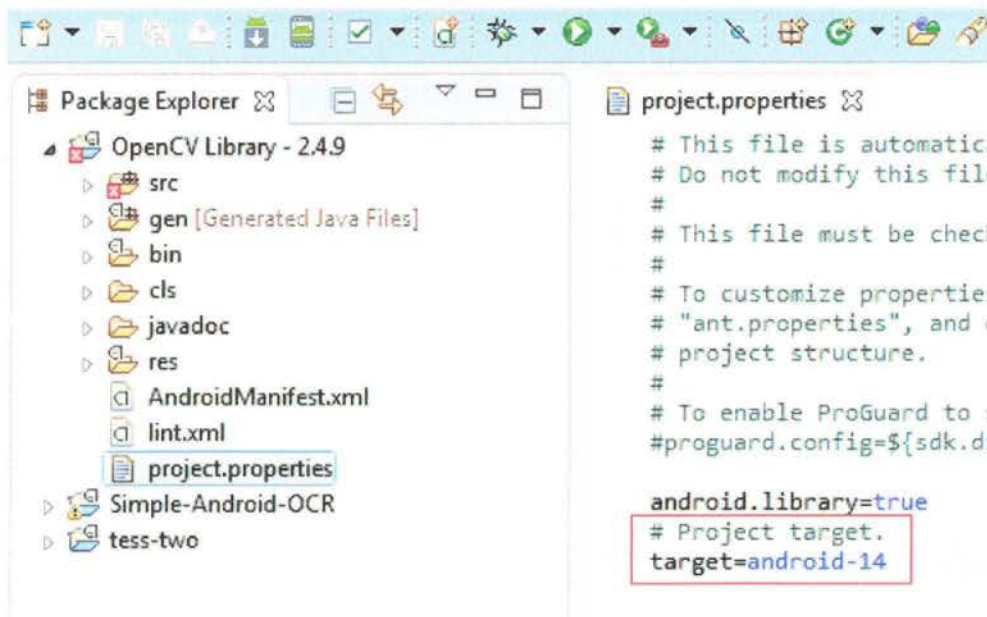 Package Explorer
OpenCV Library - 2.4.9
src
gen [Generated Java Files]
bin
cls
javadoc
res
AndroidManifest.xml
lint.xml
project.properties
Simple-Android-OCR
tess-two
project.properties
# This file is automatic
# Do not modify this fil
#
# This file must be chec
#
# To customize propertie
# "ant.properties", and
# project structure.
#
# To enable ProGuard to
#proguard.config=${sdk.d
android.library=true
# Project target.
target=android-14